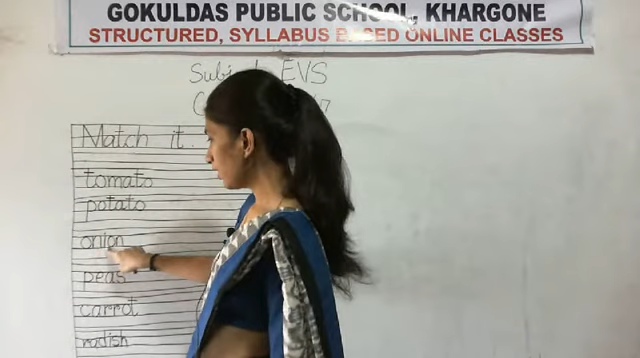 GOKULDAS PUBLIC SCHOOL, KHARGONE
STRUCTURED, SYLLABUS BASED ONLINE CLASSES
EVS
Match it.
tomato
potato
onion
peas
carrot
radish